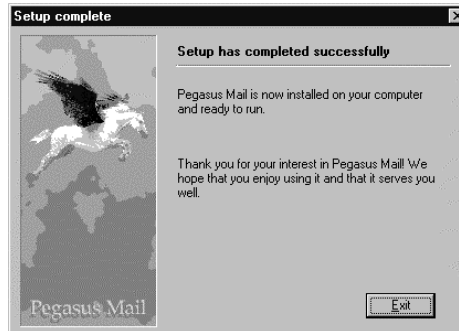 Setup complete
Setup has completed successfully
Pegasus Mail is now installed on your computer
and ready to run.
Thank you for your interest in Pegasus Mail! We
hope that you enjoy using it and that it serves you
well.
Pegasus Mail
Exit